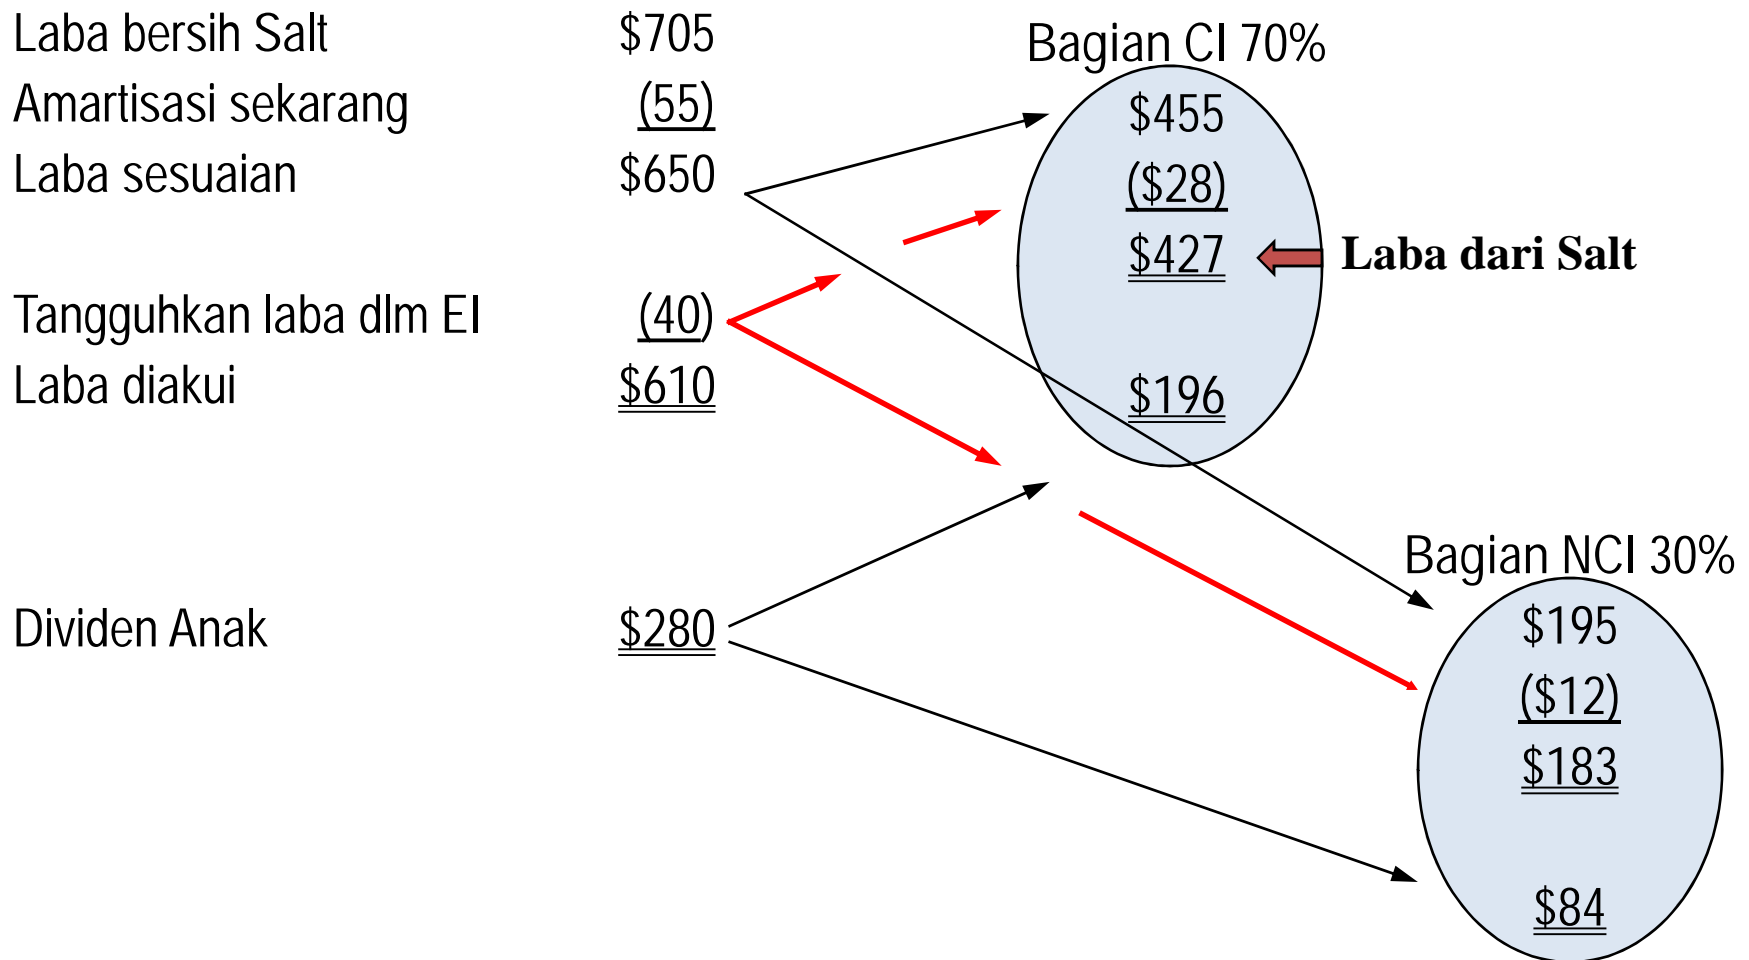 Laba bersih Salt $705
Bagian CI 70%
Amartisasi sekarang (55) $455
Laba sesuaian $650 ($28)
$427 Laba dari Salt
Tangguhkan laba dlm EI (40)
Laba diakui $610 $196
Bagian NCI 30%
Dividen Anak $280 $195
($12)
$183
$84